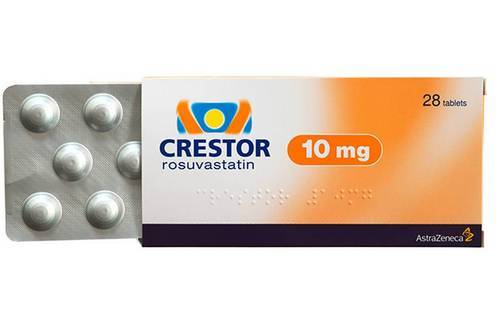 28 tablets
CRESTOR
rosuvastatin
10 mg
AstraZeneca